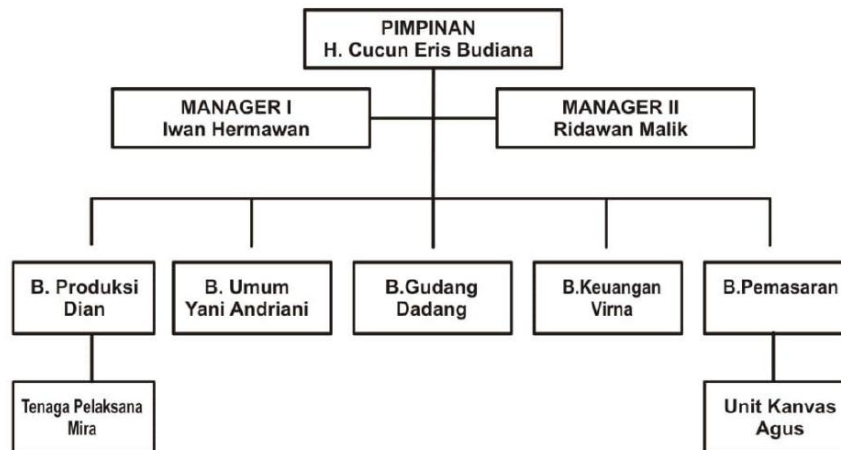 PIMPINAN
H. Cucun Eris Budiana
MANAGER I
Iwan Hermawan
MANAGER II
Ridawan Malik
B. Produksi
Dian
B. Umum
Yani Andriani
B.Gudang
Dadang
B.Keuangan
Virna
B.Pemasaran
Tenaga Pelaksana
Mira
Unit Kanvas
Agus